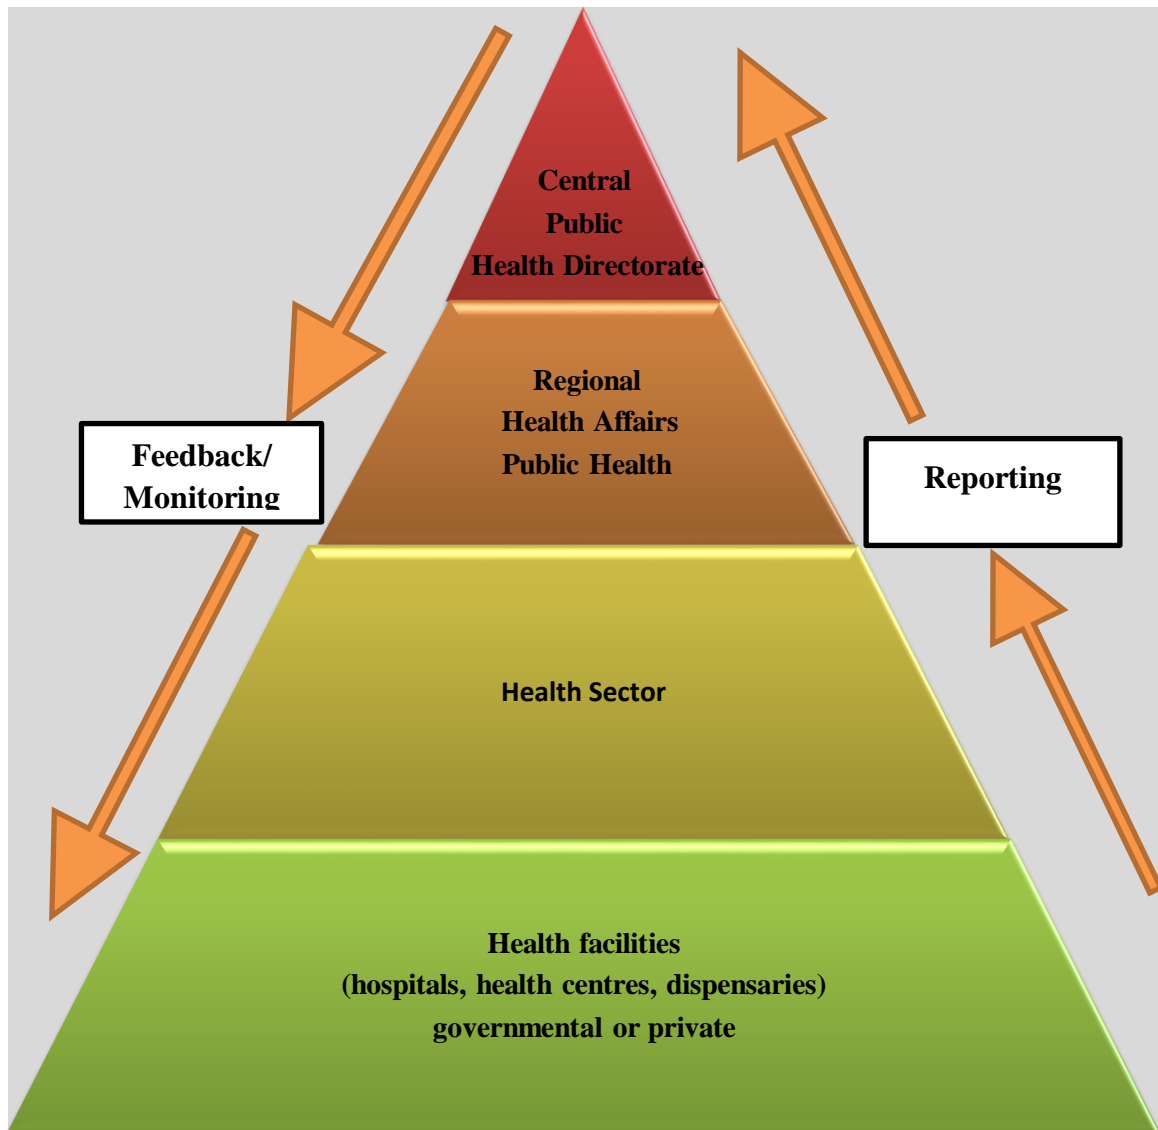 Central
Public
Health Directorate
Regional
Health Affairs
Public Health
Feedback/
Monitoring
Reporting
Health Sector
Health facilities
(hospitals, health centres, dispensaries)
governmental or private